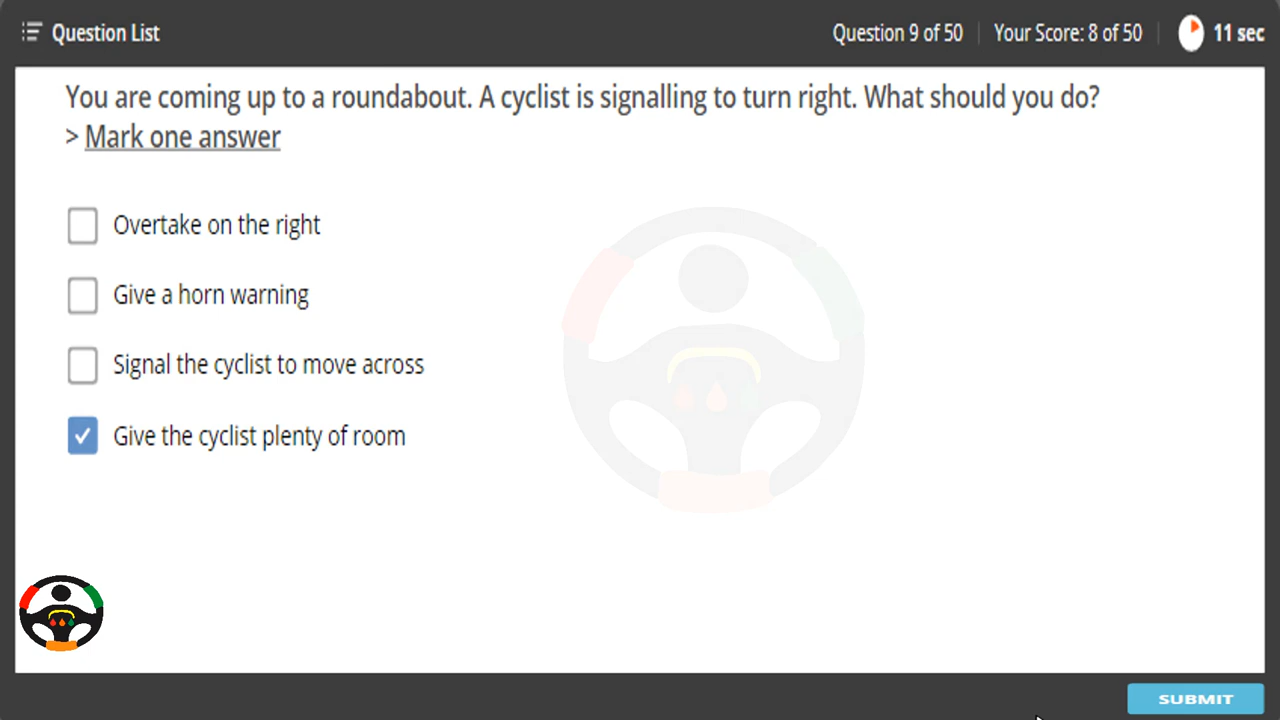 Question List
Question 9 of 50
Your Score: 8 of 50
11 sec
You are coming up to a roundabout. A cyclist is signalling to turn right. What should you do?
> Mark one answer
Overtake on the right
Give a horn warning
Signal the cyclist to move across
Give the cyclist plenty of room
SUBMIT